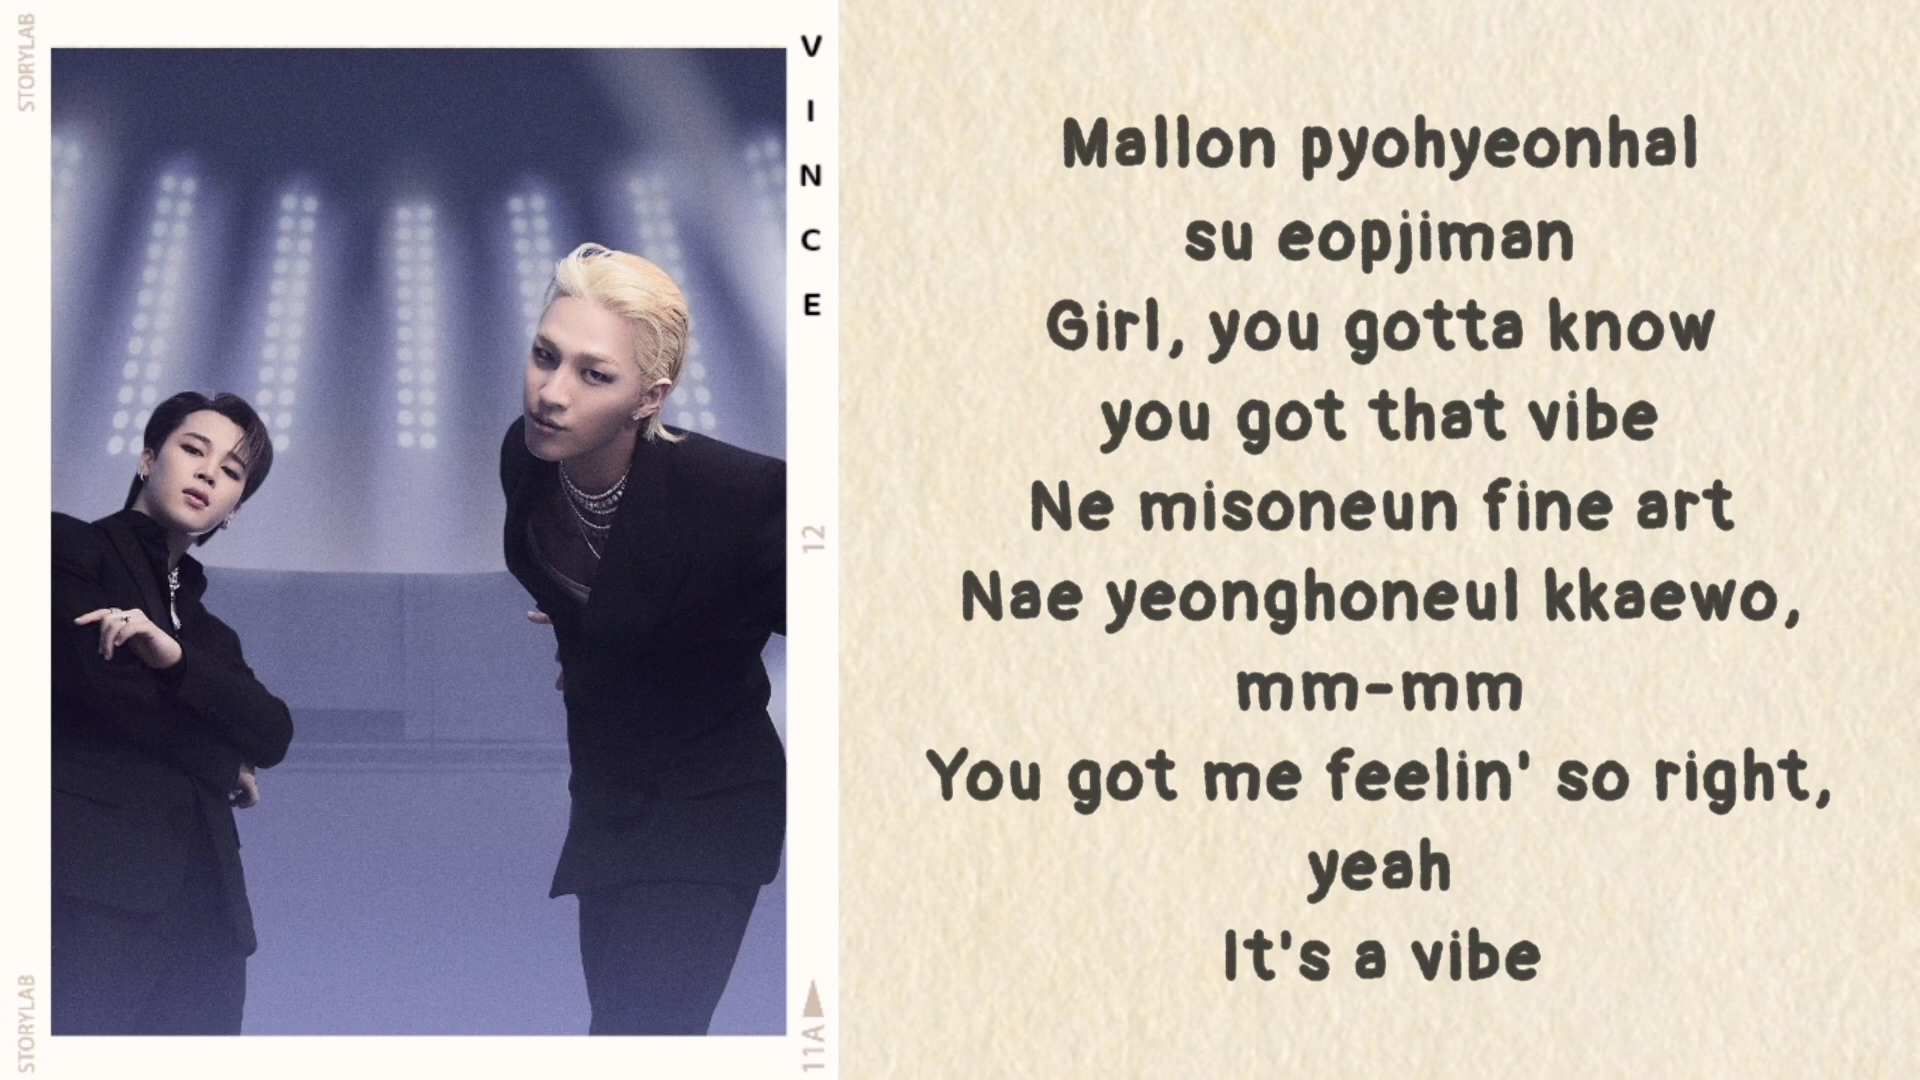 STORYLAB
STORYLAB
VINCE
12
11A
Mallon pyohyeonhal
su eopjiman
Girl, you gotta know
you got that vibe
Ne misoneun fine art
Nae yeonghoneul kkaewo,
mm-mm
You got me feelin' so right,
yeah
It's a vibe